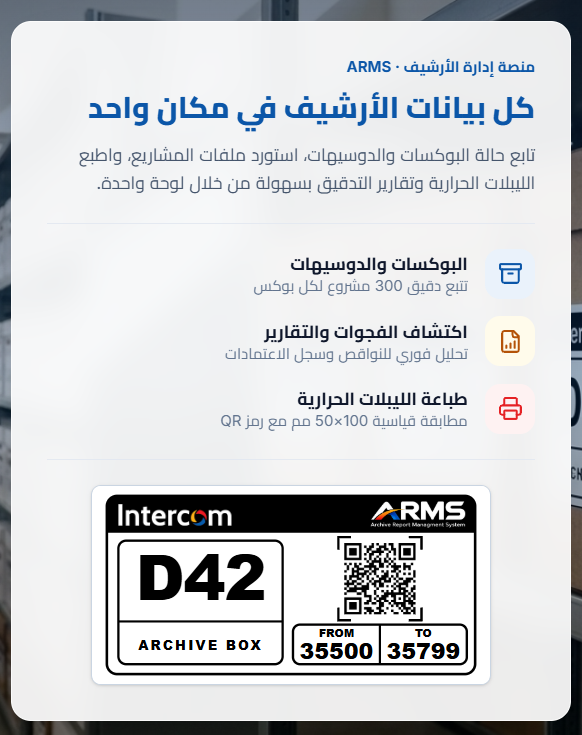 منصة إدارة الأرشيف · ARMS
كل بيانات الأرشيف في مكان واحد
تابع حالة البوكسات والدوسيهات، استورد ملفات المشاريع، واطبع
الليبلات الحرارية وتقارير التدقيق بسهولة من خلال لوحة واحدة.
البوكسات والدوسيهات
تتبع دقيق 300 مشروع لكل بوكس
اكتشاف الفجوات والتقارير
تحليل فوري للنواقص وسجل الاعتمادات
طباعة الليبلات الحرارية
مطابقة قياسية 100×50 مم مع رمز QR
Intercom
ARMS
Archive Report Managment System
D42
ARCHIVE BOX
FROM
35500
TO
35799